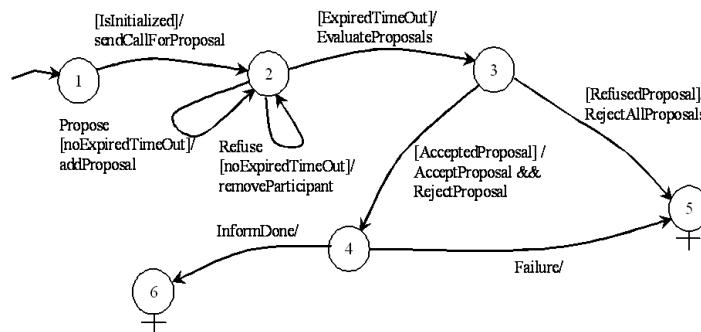 [IsInitialized]/
sendCallForProposal
[ExpiredTimeOut]/
EvaluateProposals
1
2
3
[RefusedProposal]
RejectAllProposals
Propose
[noExpiredTimeOut]/
addProposal
Refuse
[noExpiredTimeOut]/
removeParticipant
[AcceptedProposal] /
AcceptProposal &&
RejectProposal
5
InformDone/
4
Failure/
6